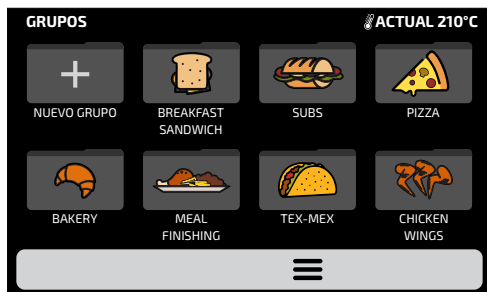 GRUPOS
ACTUAL 210°C
NUEVO GRUPO
BREAKFAST
SANDWICH
SUBS
PIZZA
BAKERY
MEAL
FINISHING
TEX-MEX
CHICKEN
WINGS